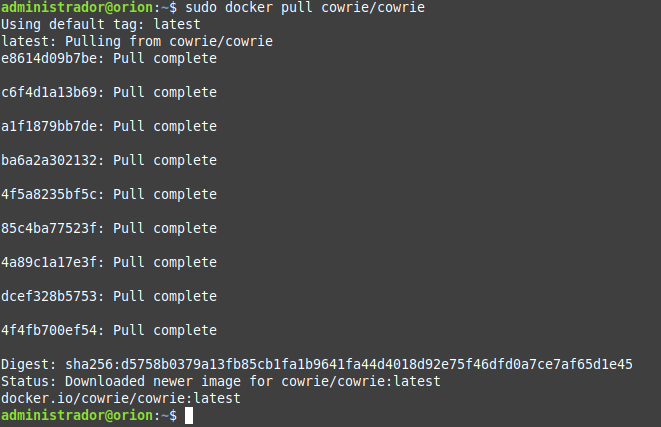 administrador@orion:~$ sudo docker pull cowrie/cowrie
Using default tag: latest
latest: Pulling from cowrie/cowrie
e8614d09b7be: Pull complete
c6f4d1a13b69: Pull complete
a1f1879bb7de: Pull complete
ba6a2a302132: Pull complete
4f5a8235bf5c: Pull complete
85c4ba77523f: Pull complete
4a89c1a17e3f: Pull complete
dcef328b5753: Pull complete
4f4fb700ef54: Pull complete
Digest: sha256:d5758b0379a13fb85cb1fa1b9641fa44d4018d92e75f46dfd0a7ce7af65d1e45
Status: Downloaded newer image for cowrie/cowrie:latest
docker.io/cowrie/cowrie:latest
administrador@orion:~$